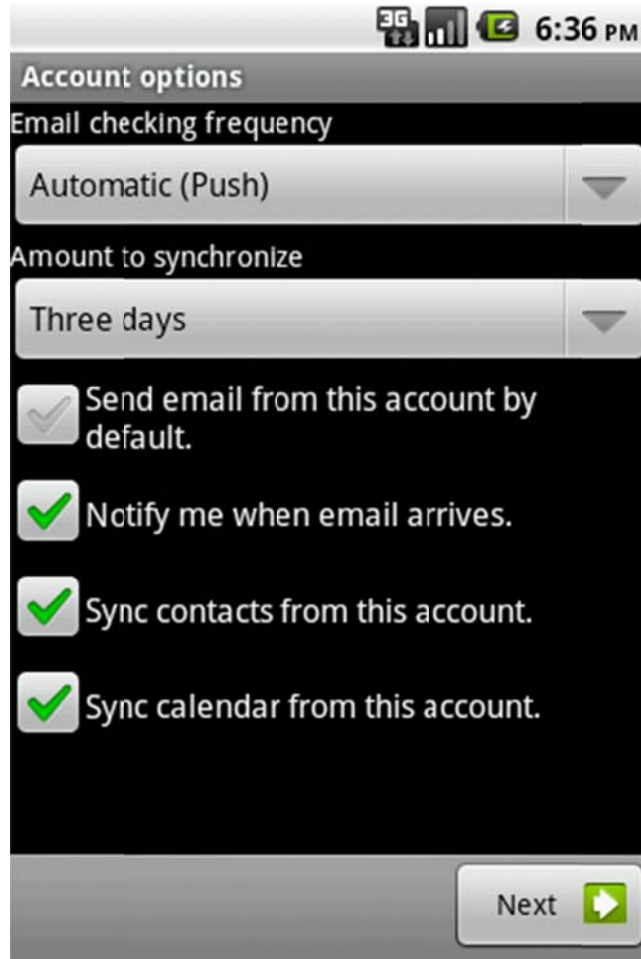 3G 6:36 PM
Account options
Email checking frequency
Automatic (Push)
Amount to synchronize
Three days
Send email from this account by
default.
Notify me when email arrives.
Sync contacts from this account.
Sync calendar from this account.
Next